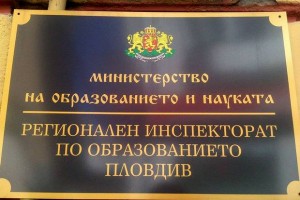 МИНИСТЕРСТВО
НА ОБРАЗОВАНИЕТО И НАУКАТА
РЕГИОНАЛЕН ИНСПЕКТОРАТ
ПО ОБРАЗОВАНИЕТО
ПЛОВДИВ